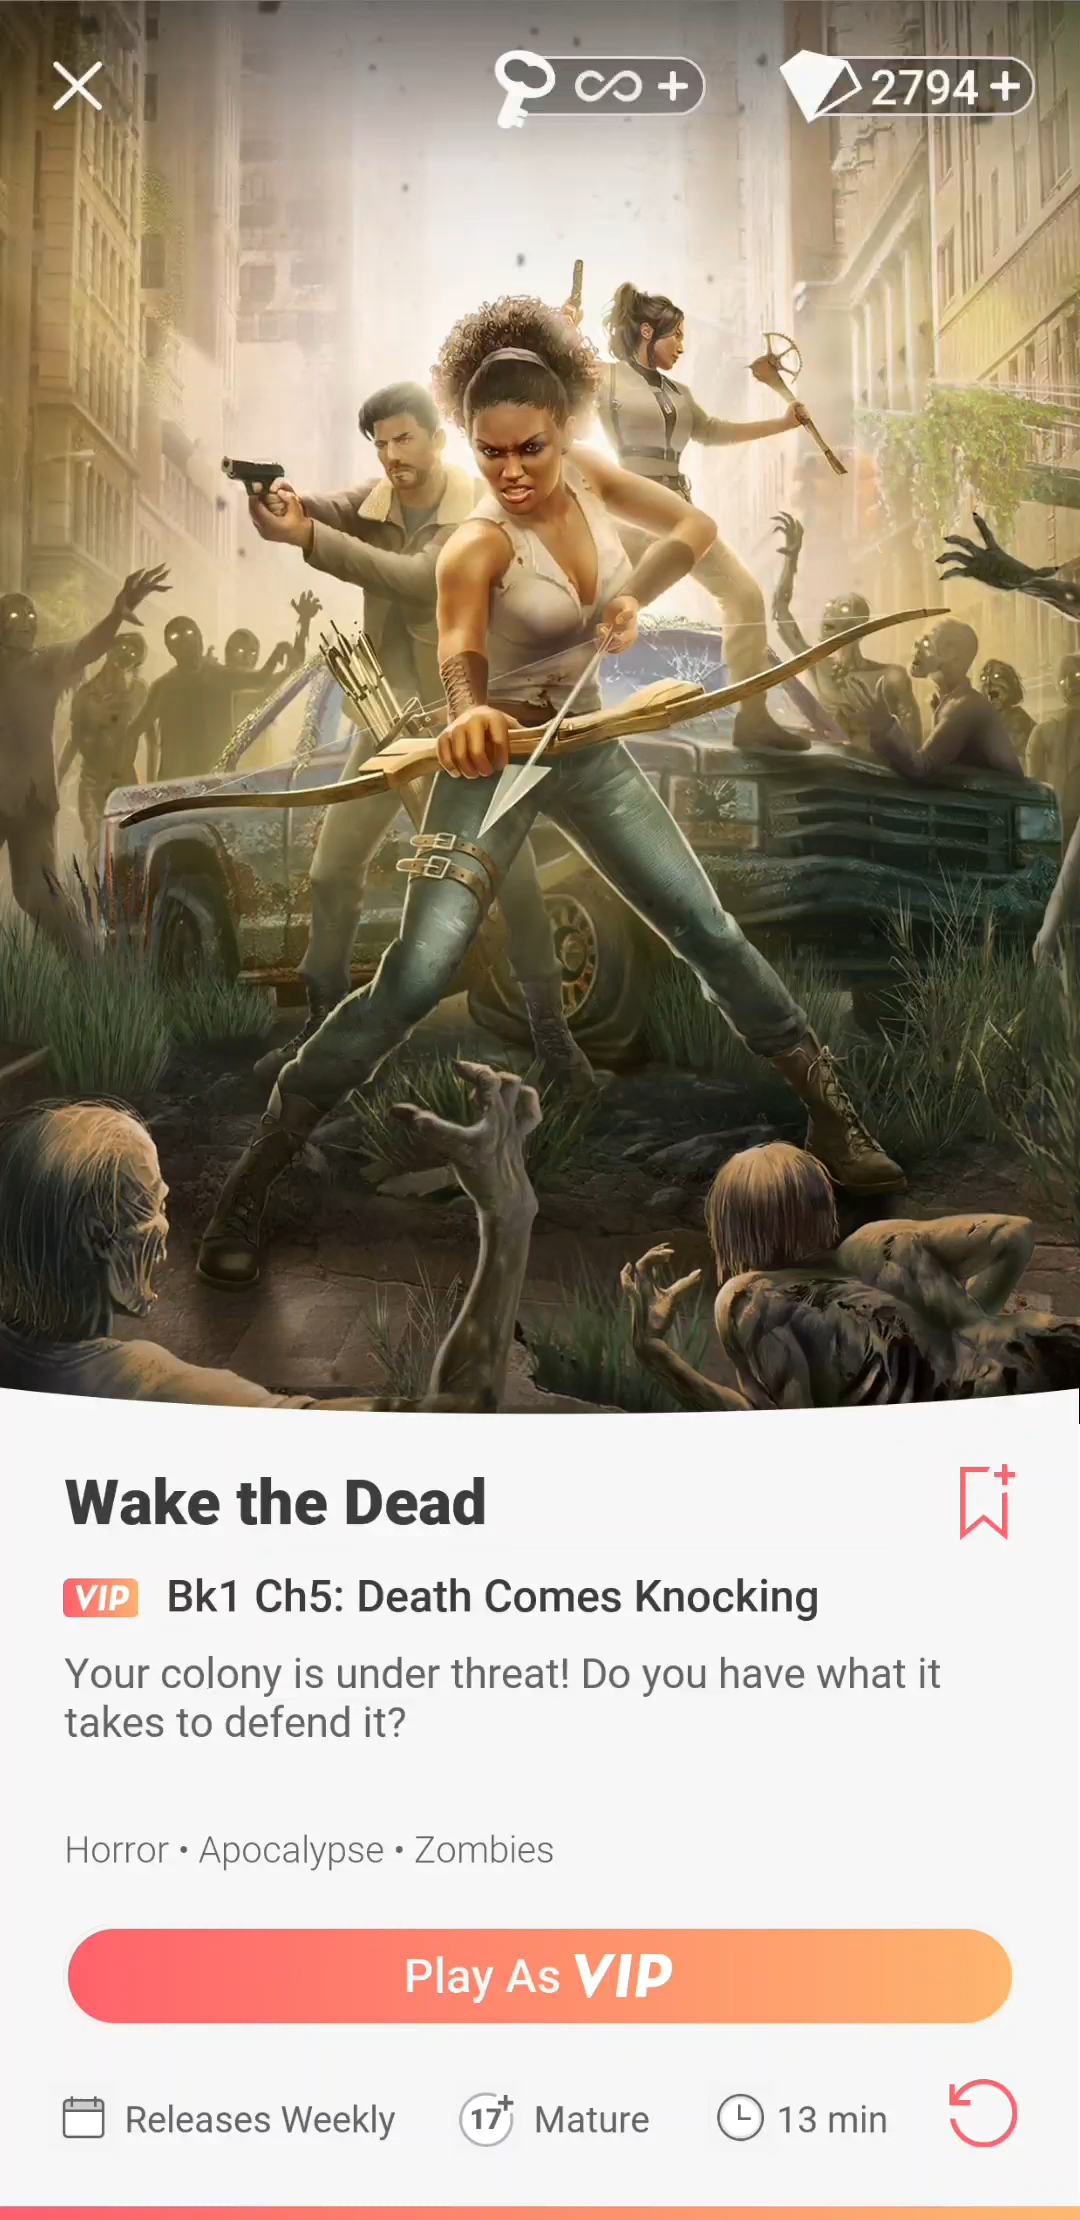 ∞ +
2794 +
Wake the Dead
VIP Bk1 Ch5: Death Comes Knocking
Your colony is under threat! Do you have what it
takes to defend it?
Horror • Apocalypse • Zombies
Play As VIP
Releases Weekly 17+ Mature 13 min